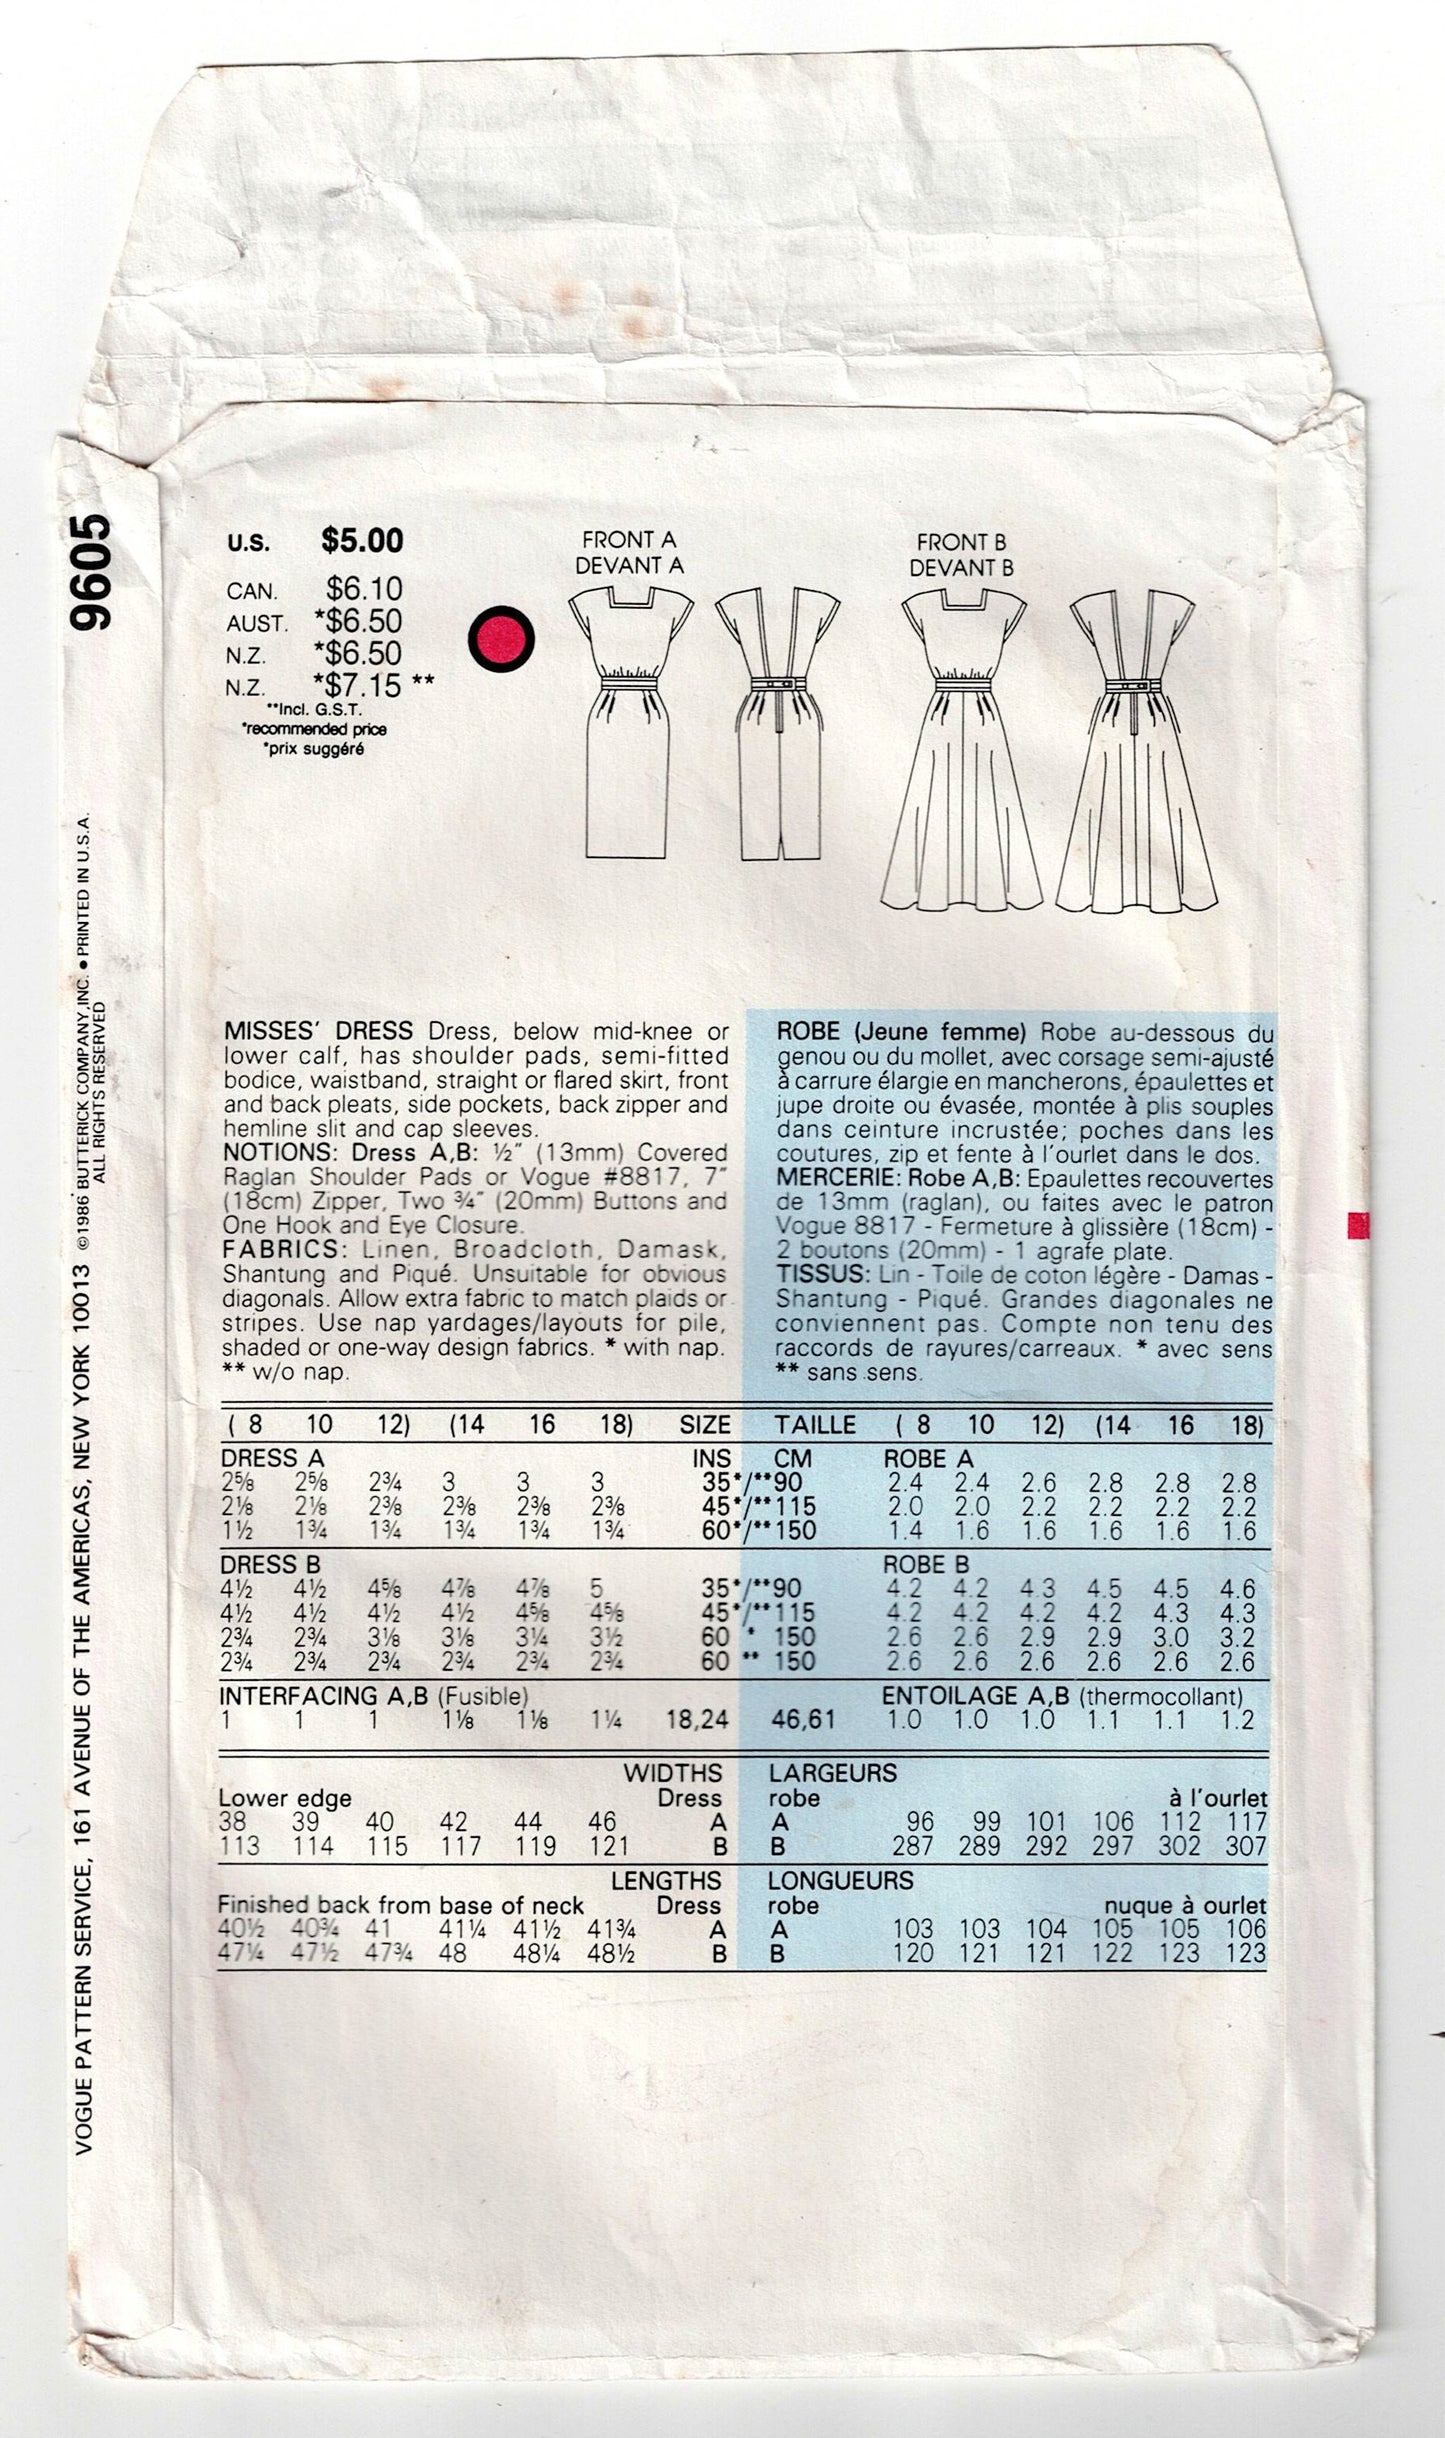 9605
VOGUE PATTERN SERVICE, 161 AVENUE OF THE AMERICAS, NEW YORK 10013 ©1986 BUTTERICK COMPANY, INC. ● PRINTED IN U.S.A.
ALL RIGHTS RESERVED
U.S. $5.00
CAN. $6.10
AUST. *$6.50
N.Z. *$6.50
N.Z. *$7.15 **
**Incl. G.S.T.
*recommended price
*prix suggéré
FRONT A
DEVANT A
FRONT B
DEVANT B
MISSES' DRESS Dress, below mid-knee or
lower calf, has shoulder pads, semi-fitted
bodice, waistband, straight or flared skirt, front
and back pleats, side pockets, back zipper and
hemline slit and cap sleeves.
NOTIONS: Dress A,B: ½" (13mm) Covered
Raglan Shoulder Pads or Vogue #8817, 7"
(18cm) Zipper, Two ¾" (20mm) Buttons and
One Hook and Eye Closure.
FABRICS: Linen, Broadcloth, Damask,
Shantung and Piqué. Unsuitable for obvious
diagonals. Allow extra fabric to match plaids or
stripes. Use nap yardages/layouts for pile,
shaded or one-way design fabrics. * with nap.
** w/o nap.
ROBE (Jeune femme) Robe au-dessous du
genou ou du mollet, avec corsage semi-ajusté
à carrure élargie en mancherons, épaulettes et
jupe droite ou évasée, montée à plis souples
dans ceinture incrustée; poches dans les
coutures, zip et fente à l'ourlet dans le dos.
MERCERIE: Robe A,B: Epaulettes recouvertes
de 13mm (raglan), ou faites avec le patron
Vogue 8817 - Fermeture à glissière (18cm) -
2 boutons (20mm) - 1 agrafe plate.
TISSUS: Lin - Toile de coton légère - Damas -
Shantung - Piqué. Grandes diagonales ne
conviennent pas. Compte non tenu des
raccords de rayures/carreaux. * avec sens
** sans sens.
( 8 10 12) (14 16 18) SIZE TAILLE ( 8 10 12) (14 16 18)
DRESS A INS CM ROBE A
2⅝ 2⅝ 2¾ 3 3 3 35*/**90 2.4 2.4 2.6 2.8 2.8 2.8
2⅛ 2⅛ 2⅜ 2⅜ 2⅜ 2⅜ 45*/**115 2.0 2.0 2.2 2.2 2.2 2.2
1½ 1¾ 1¾ 1¾ 1¾ 1¾ 60*/**150 1.4 1.6 1.6 1.6 1.6 1.6
DRESS B ROBE B
4½ 4½ 4⅝ 4⅞ 4⅞ 5 35*/**90 4.2 4.2 4.3 4.5 4.5 4.6
4½ 4½ 4½ 4½ 4⅝ 4⅝ 45*/**115 4.2 4.2 4.2 4.2 4.3 4.3
2¾ 2¾ 3⅛ 3⅛ 3¼ 3½ 60 * 150 2.6 2.6 2.9 2.9 3.0 3.2
2¾ 2¾ 2¾ 2¾ 2¾ 2¾ 60 ** 150 2.6 2.6 2.6 2.6 2.6 2.6
INTERFACING A,B (Fusible) ENTOILAGE A,B (thermocollant)
1 1 1 1⅛ 1⅛ 1¼ 18,24 46,61 1.0 1.0 1.0 1.1 1.1 1.2
WIDTHS LARGEURS
Lower edge Dress robe à l'ourlet
38 39 40 42 44 46 A A 96 99 101 106 112 117
113 114 115 117 119 121 B B 287 289 292 297 302 307
LENGTHS LONGUEURS
Finished back from base of neck Dress robe nuque à ourlet
40½ 40¾ 41 41¼ 41½ 41¾ A A 103 103 104 105 105 106
47¼ 47½ 47¾ 48 48¼ 48½ B B 120 121 121 122 123 123